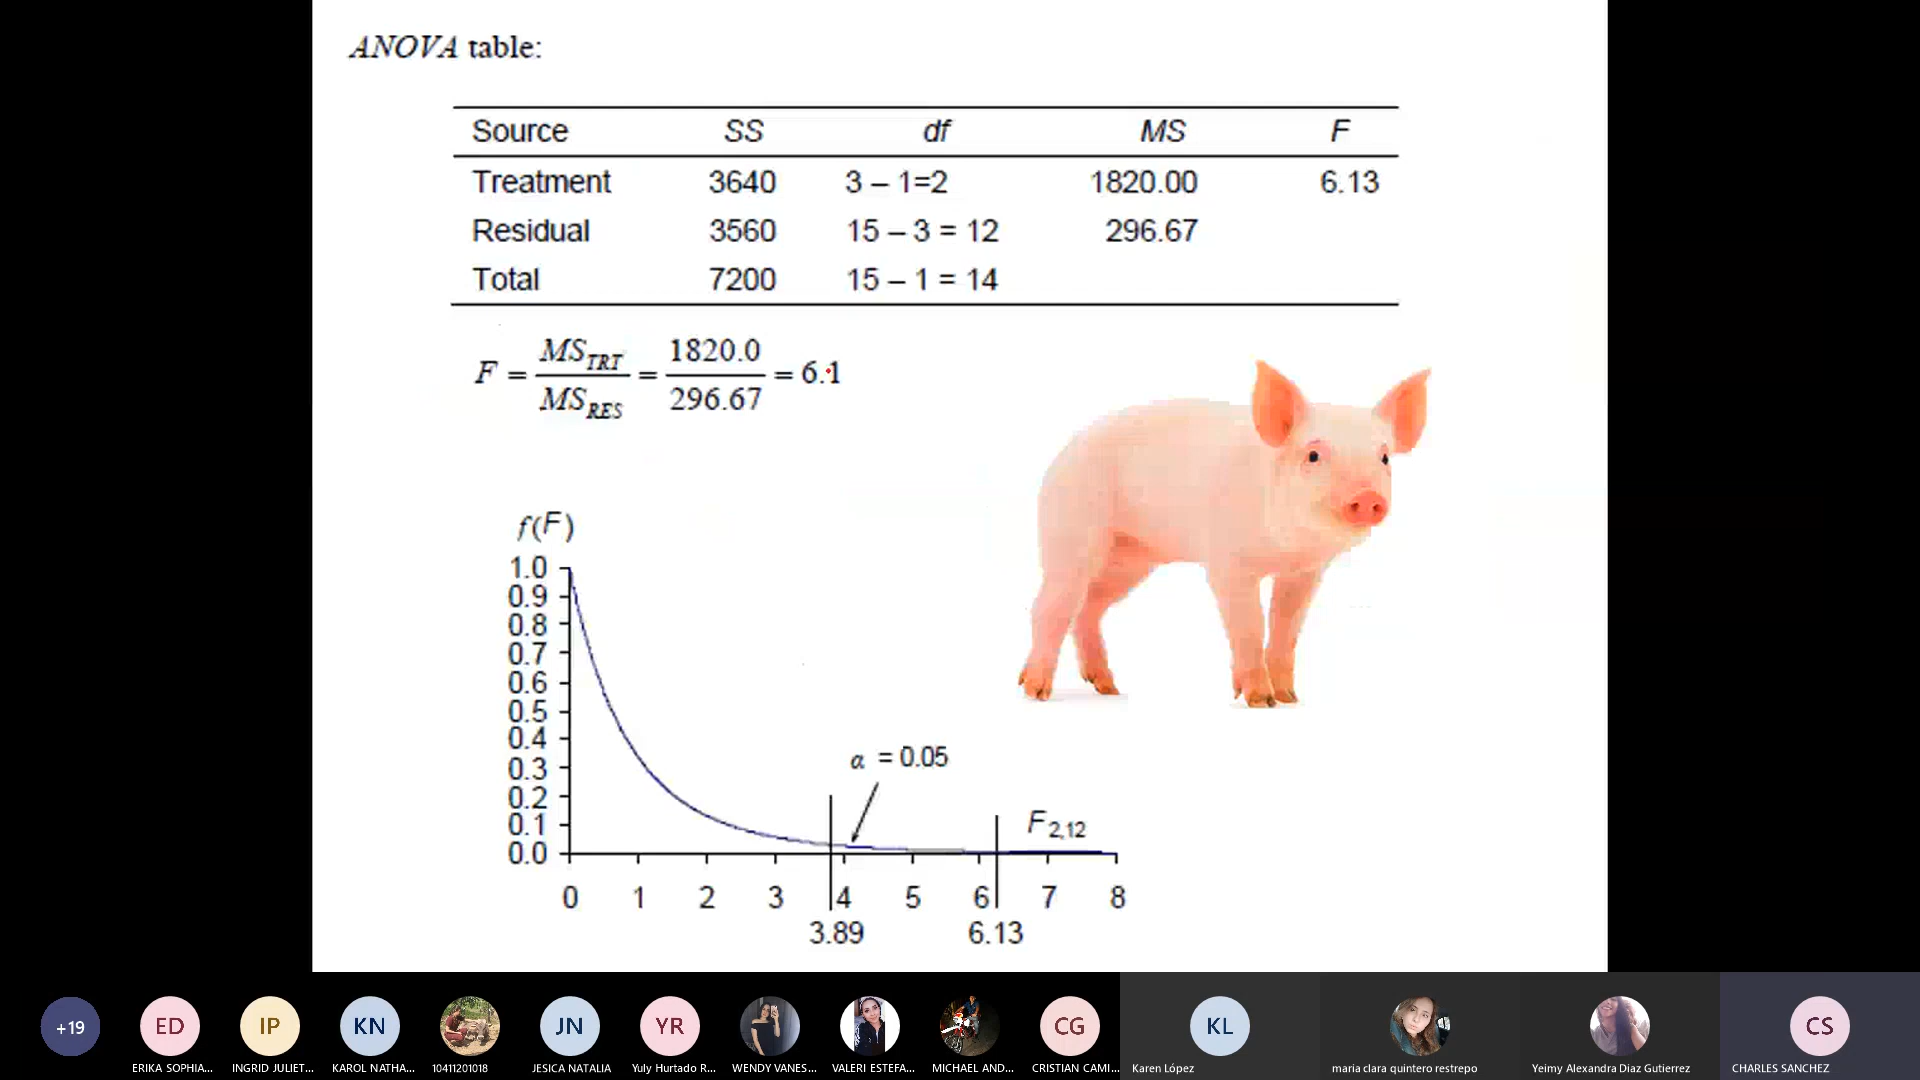 ANOVA table:
Source SS df MS F
Treatment 3640 3 – 1=2 1820.00 6.13
Residual 3560 15 – 3 = 12 296.67
Total 7200 15 – 1 = 14
F = MS_TRT / MS_RES = 1820.0 / 296.67 = 6.1
f(F)
1.0
0.9
0.8
0.7
0.6
0.5
0.4
0.3
0.2
0.1
0.0
α = 0.05
F2,12
0 1 2 3 4 5 6 7 8
3.89 6.13
+19 ED IP KN JN YR CG KL CS
ERIKA SOPHIA... INGRID JULIET... KAROL NATHA... 10411201018 JESICA NATALIA Yuly Hurtado R... WENDY VANES... VALERI ESTEFA... MICHAEL AND... CRISTIAN CAMI... Karen López maria clara quintero restrepo Yeimy Alexandra Diaz Gutierrez CHARLES SANCHEZ